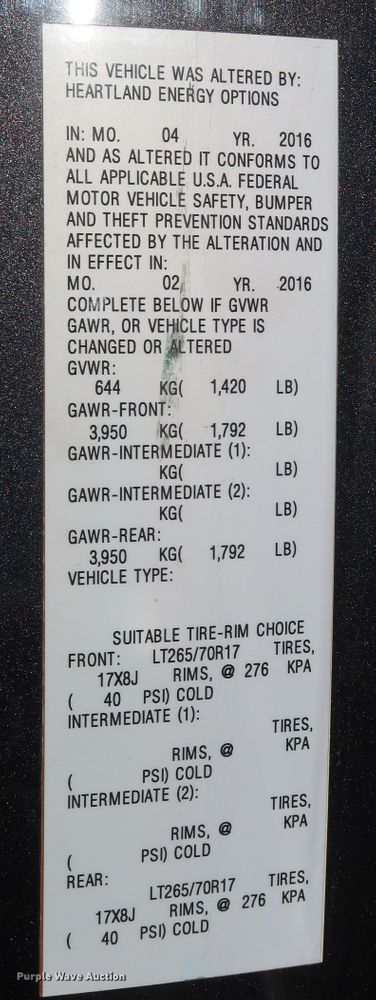 THIS VEHICLE WAS ALTERED BY:
HEARTLAND ENERGY OPTIONS
IN: MO. 04 YR. 2016
AND AS ALTERED IT CONFORMS TO
ALL APPLICABLE U.S.A. FEDERAL
MOTOR VEHICLE SAFETY, BUMPER
AND THEFT PREVENTION STANDARDS
AFFECTED BY THE ALTERATION AND
IN EFFECT IN:
MO. 02 YR. 2016
COMPLETE BELOW IF GVWR
GAWR, OR VEHICLE TYPE IS
CHANGED OR ALTERED
GVWR:
644 KG( 1,420 LB)
GAWR-FRONT:
3,950 KG( 1,792 LB)
GAWR-INTERMEDIATE (1):
KG( LB)
GAWR-INTERMEDIATE (2):
KG( LB)
GAWR-REAR:
3,950 KG( 1,792 LB)
VEHICLE TYPE:
SUITABLE TIRE-RIM CHOICE
FRONT: LT265/70R17 TIRES,
17X8J RIMS, @ 276 KPA
( 40 PSI) COLD
INTERMEDIATE (1):
TIRES,
RIMS, @ KPA
( PSI) COLD
INTERMEDIATE (2):
TIRES,
RIMS, @ KPA
( PSI) COLD
REAR:
LT265/70R17 TIRES,
17X8J RIMS, @ 276 KPA
( 40 PSI) COLD
Purple Wave Auction